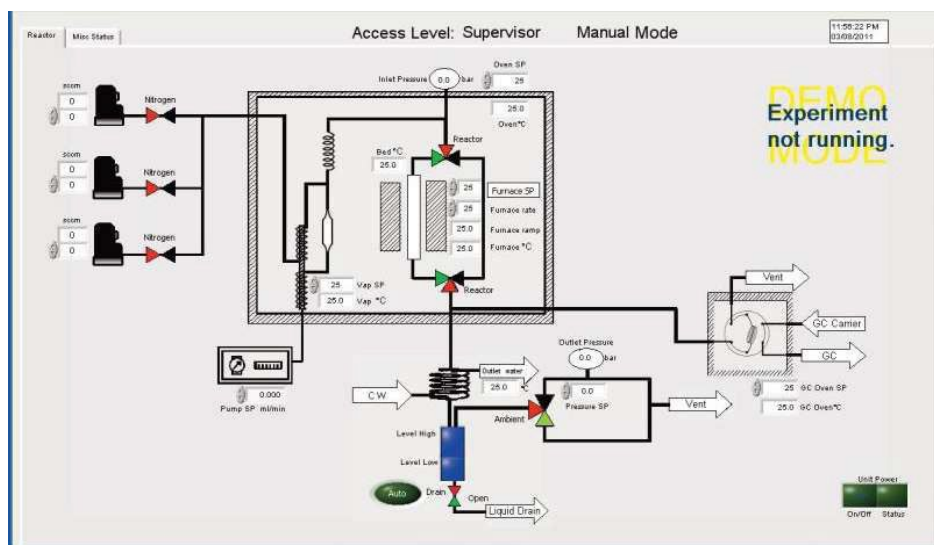 Reactor
Misc Status
Access Level: Supervisor Manual Mode
11:56:22 PM
03/08/2011
DEMO
MODE
Experiment
not running.
Oven SP
25
Inlet Pressure 0.0 bar
25.0
Oven°C
sccm
0
0
Nitrogen
sccm
0
0
sccm
0
0
Nitrogen
Reactor
Bed °C
25.0
25 Furnace SP
25 Furnace rate
25.0 Furnace ramp
25.0 Furnace °C
25 Vap SP
25.0 Vap °C
Reactor
Vent
GC Carrier
GC
25 GC Oven SP
25.0 GC Oven°C
0.000
Pump SP ml/min
CW
Outlet water
25.0 °C
Outlet Pressure
0.0 bar
0.0
Pressure SP
Ambient
Vent
Level High
Level Low
Auto
Drain
Open
Liquid Drain
Unit Power
On/Off Status